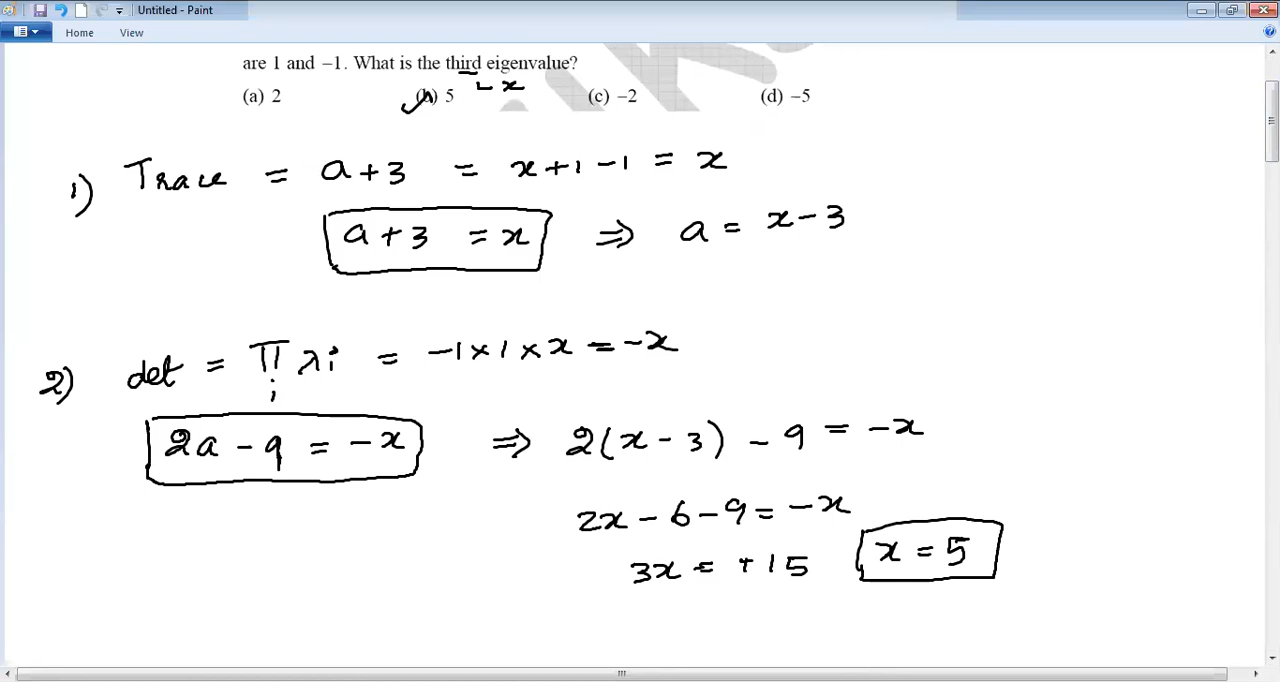 Untitled - Paint
Home View
are 1 and −1. What is the third eigenvalue?
x
(a) 2 (b) 5 (c) −2 (d) −5
1) Trace = a+3 = x+1−1 = x
a+3 = x ⇒ a = x−3
2) det = π λi = −1×1×x = −x
i
2a − 9 = −x ⇒ 2(x−3) − 9 = −x
2x − 6 − 9 = −x
3x = +15 x = 5